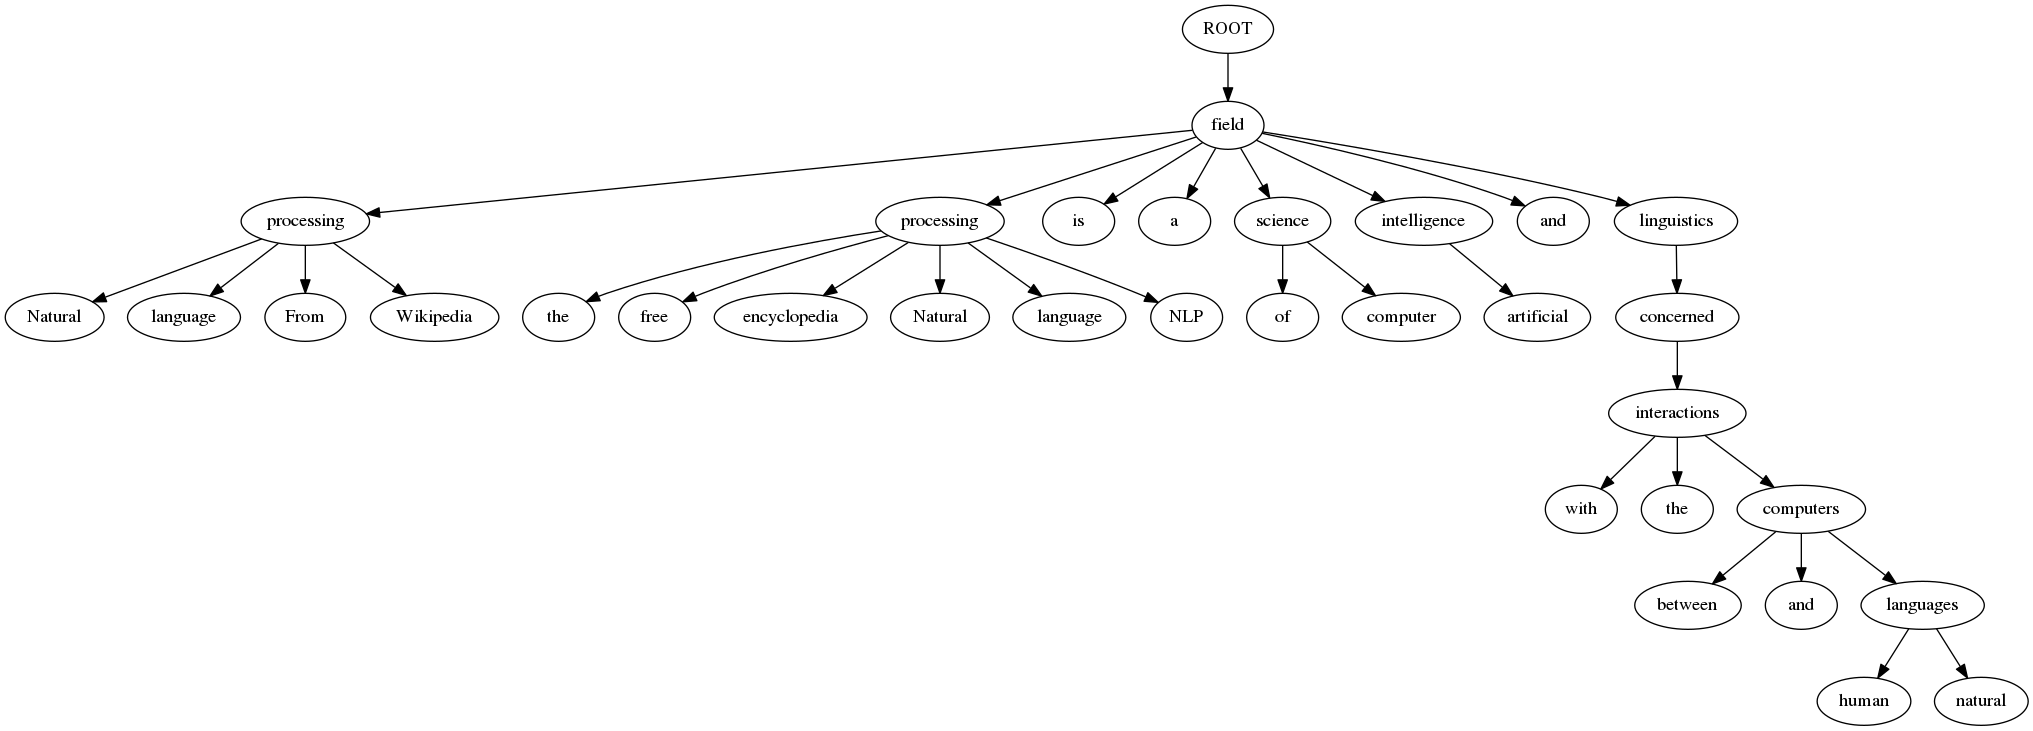 ROOT
field
processing processing is a science intelligence and linguistics
Natural language From Wikipedia the free encyclopedia Natural language NLP of computer artificial concerned
interactions
with the computers
between and languages
human natural